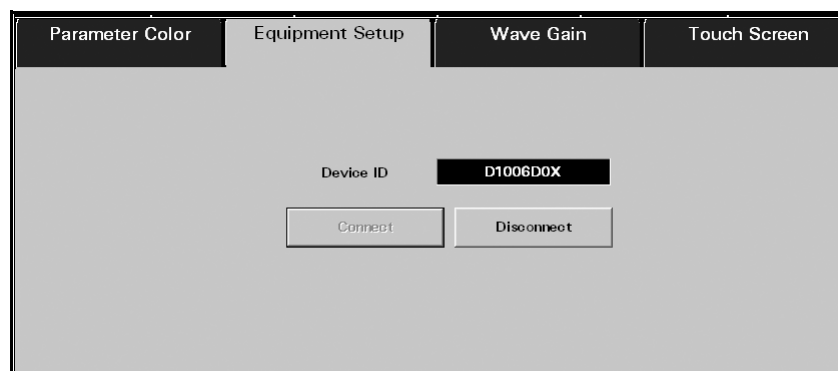 Parameter Color Equipment Setup Wave Gain Touch Screen
Device ID D1006D0X
Connect Disconnect